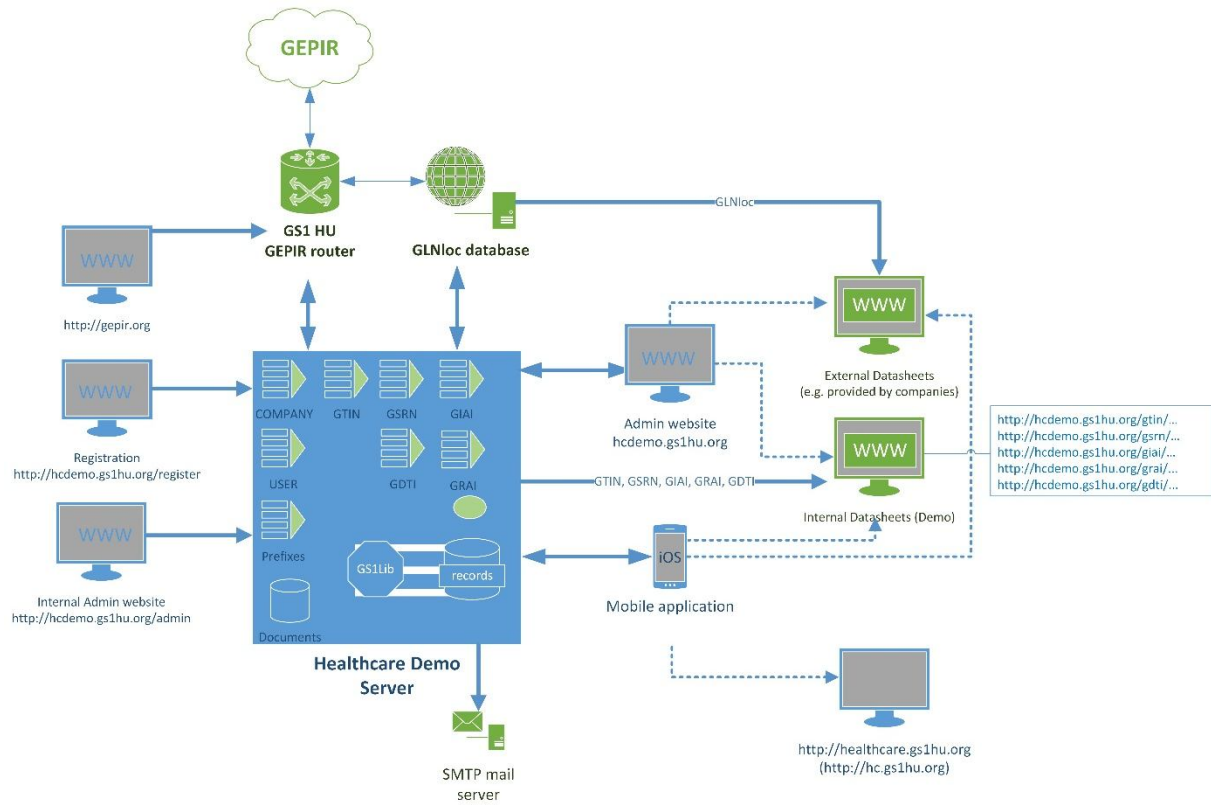 GEPIR
GS1 HU
GEPIR router
GLNloc database
GLNloc
WWW
http://gepir.org
WWW
Registration
http://hcdemo.gs1hu.org/register
WWW
Internal Admin website
http://hcdemo.gs1hu.org/admin
COMPANY
GTIN
GSRN
GIAI
USER
GDTI
GRAI
Prefixes
GS1Lib
records
Documents
Healthcare Demo
Server
SMTP mail
server
WWW
Admin website
hcdemo.gs1hu.org
WWW
External Datasheets
(e.g. provided by companies)
WWW
GTIN, GSRN, GIAI, GRAI, GDTI
Internal Datasheets (Demo)
http://hcdemo.gs1hu.org/gtin/...
http://hcdemo.gs1hu.org/gsrn/...
http://hcdemo.gs1hu.org/giai/...
http://hcdemo.gs1hu.org/grai/...
http://hcdemo.gs1hu.org/gdti/...
iOS
Mobile application
http://healthcare.gs1hu.org
(http://hc.gs1hu.org)